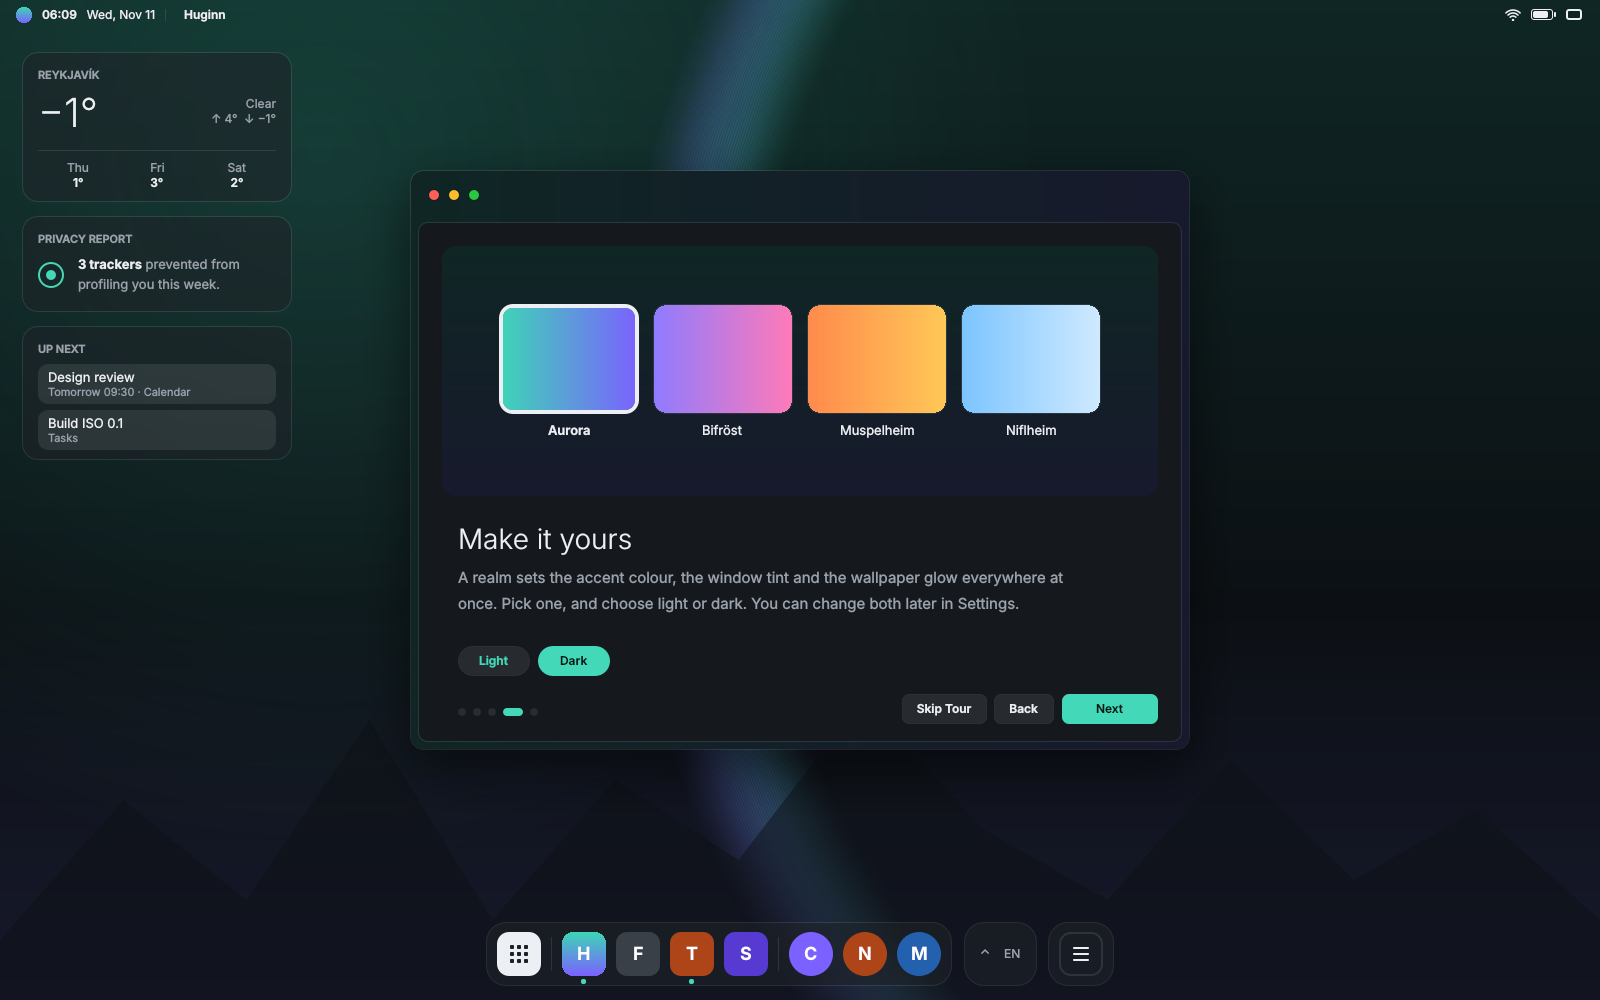 06:09 Wed, Nov 11 Huginn
REYKJAVÍK
−1°
Clear
↑ 4° ↓ −1°
Thu Fri Sat
1° 3° 2°
PRIVACY REPORT
3 trackers prevented from
profiling you this week.
UP NEXT
Design review
Tomorrow 09:30 · Calendar
Build ISO 0.1
Tasks
Aurora Bifröst Muspelheim Niflheim
Make it yours
A realm sets the accent colour, the window tint and the wallpaper glow everywhere at
once. Pick one, and choose light or dark. You can change both later in Settings.
Light Dark
Skip Tour Back Next
H F T S C N M EN